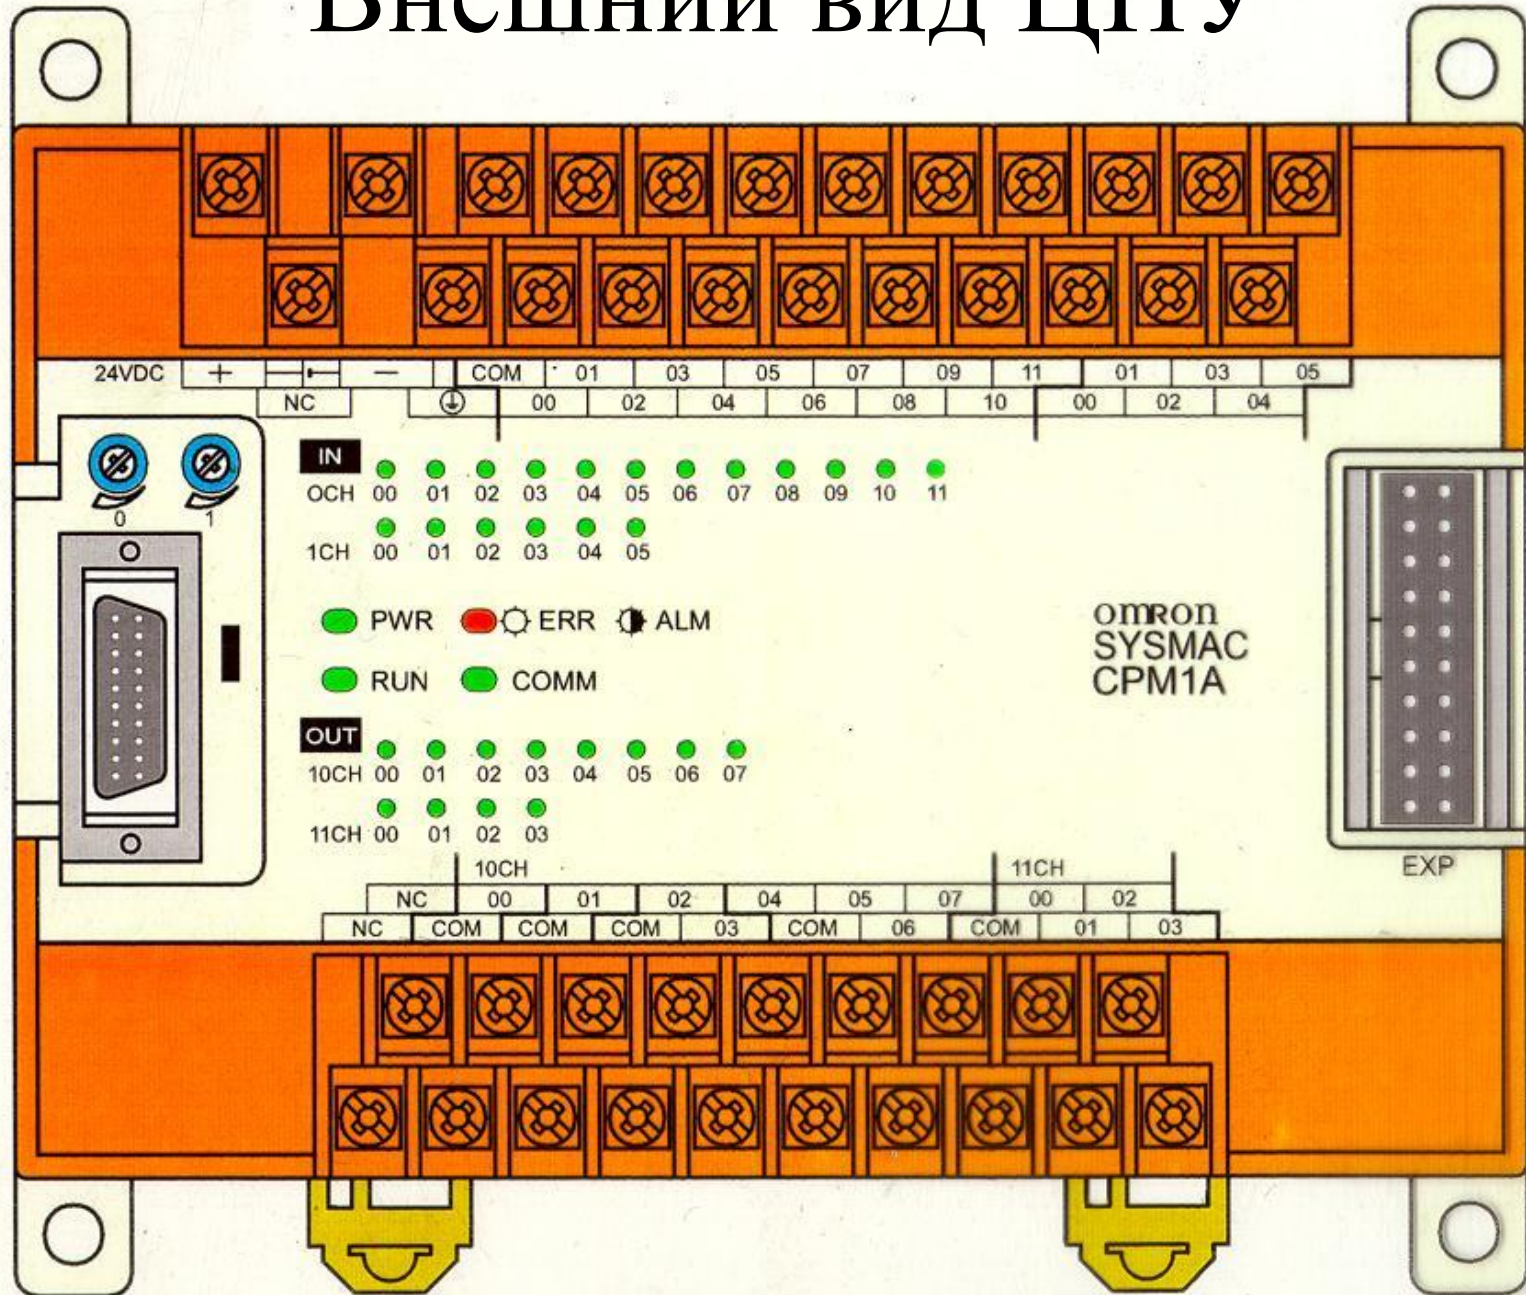 Внешний вид ЦПУ
24VDC + — COM 01 03 05 07 09 11 01 03 05
NC 00 02 04 06 08 10 00 02 04
IN
OCH 00 01 02 03 04 05 06 07 08 09 10 11
0 1
1CH 00 01 02 03 04 05
PWR ERR ALM
omron
SYSMAC
CPM1A
RUN COMM
OUT
10CH 00 01 02 03 04 05 06 07
11CH 00 01 02 03
10CH 11CH
EXP
NC 00 01 02 04 05 07 00 02
NC COM COM COM 03 COM 06 COM 01 03